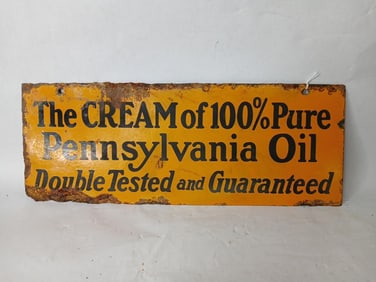 The CREAM of 100% Pure
Pennsylvania Oil
Double Tested and Guaranteed